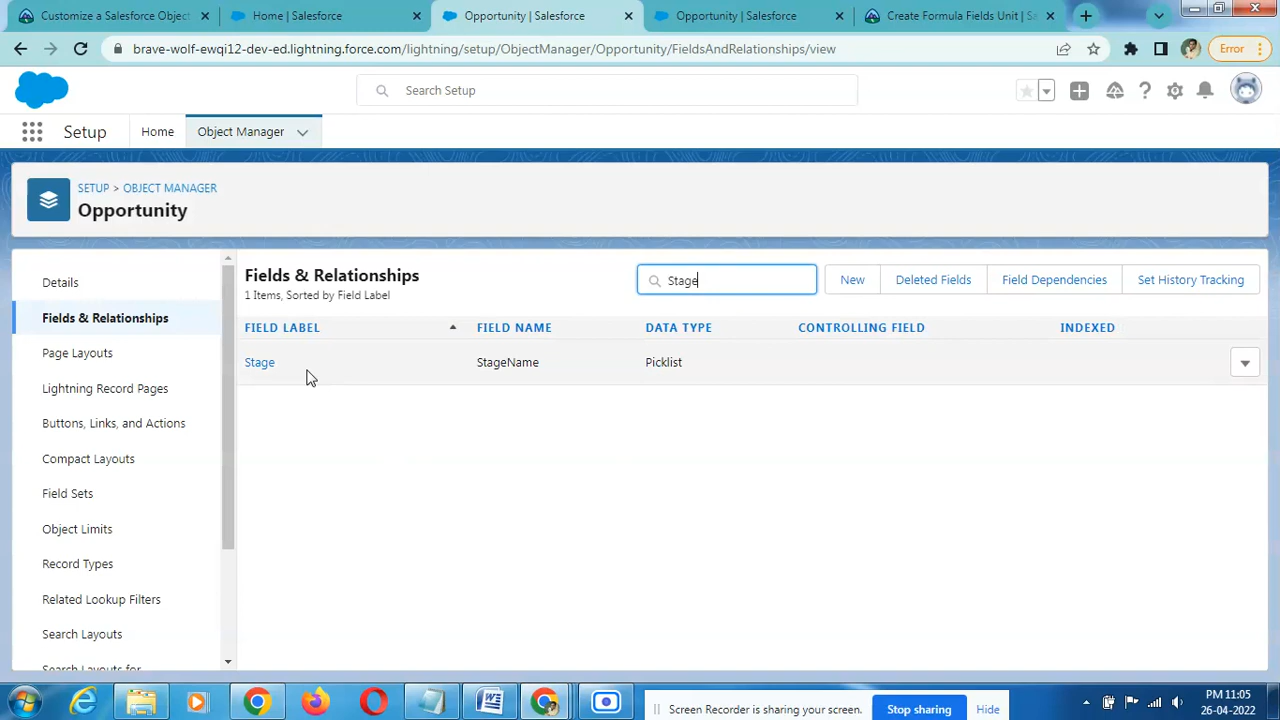 Customize a Salesforce Object
Home | Salesforce
Opportunity | Salesforce
Opportunity | Salesforce
Create Formula Fields Unit | S
brave-wolf-ewqi12-dev-ed.lightning.force.com/lightning/setup/ObjectManager/Opportunity/FieldsAndRelationships/view
Error
Search Setup
Setup
Home
Object Manager
SETUP > OBJECT MANAGER
Opportunity
Details
Fields & Relationships
Page Layouts
Lightning Record Pages
Buttons, Links, and Actions
Compact Layouts
Field Sets
Object Limits
Record Types
Related Lookup Filters
Search Layouts
Search Layouts for
Fields & Relationships
1 Items, Sorted by Field Label
Stage
New
Deleted Fields
Field Dependencies
Set History Tracking
FIELD LABEL
FIELD NAME
DATA TYPE
CONTROLLING FIELD
INDEXED
Stage
StageName
Picklist
Screen Recorder is sharing your screen.
Stop sharing
Hide
PM 11:05
26-04-2022